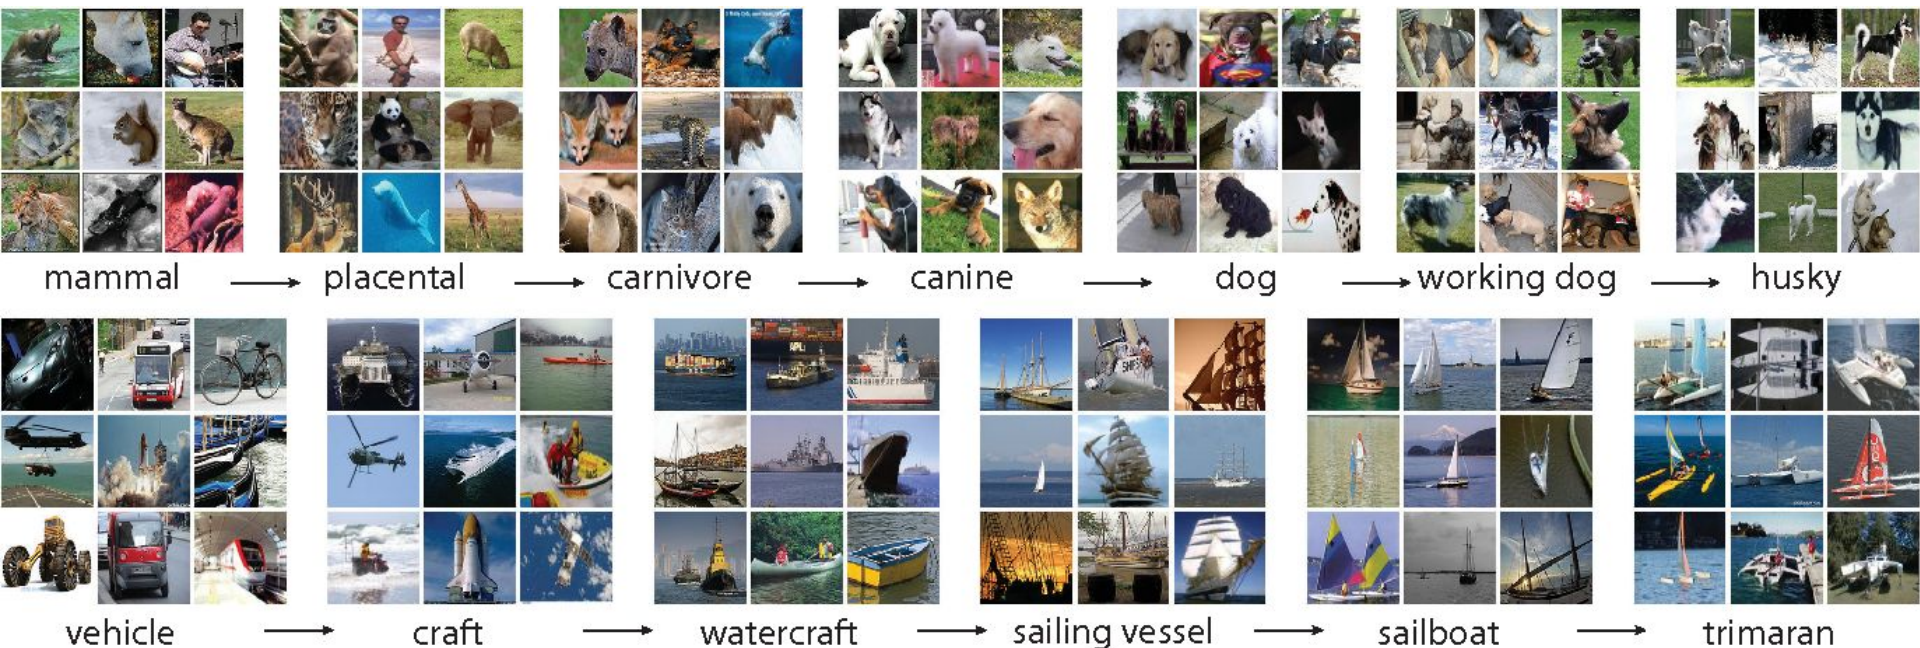 mammal → placental → carnivore → canine → dog → working dog → husky
vehicle → craft → watercraft → sailing vessel → sailboat → trimaran